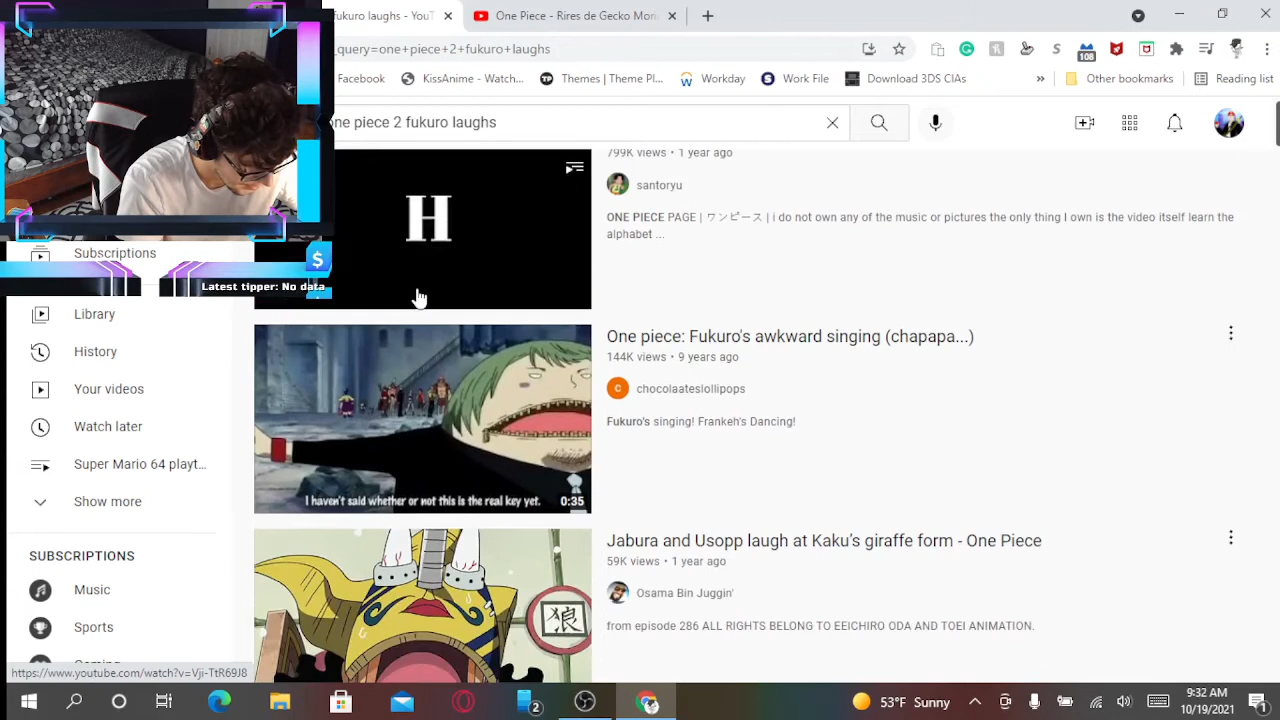 fukuro laughs - YouT
One Piece - Rires de Gecko Mori
_query=one+piece+2+fukuro+laughs
108
Facebook
KissAnime - Watch...
Themes | Theme Pl...
Workday
Work File
Download 3DS CIAs
»
Other bookmarks
Reading list
ne piece 2 fukuro laughs
799K views • 1 year ago
santoryu
ONE PIECE PAGE | ワンピース | i do not own any of the music or pictures the only thing I own is the video itself learn the
alphabet ...
H
Subscriptions
$
Latest tipper: No data
Library
History
Your videos
Watch later
Super Mario 64 playt...
Show more
SUBSCRIPTIONS
Music
Sports
I haven't said whether or not this is the real key yet.
0:35
One piece: Fukuro's awkward singing (chapapa...)
144K views • 9 years ago
C
chocolaateslollipops
Fukuro's singing! Frankeh's Dancing!
狼
Jabura and Usopp laugh at Kaku's giraffe form - One Piece
59K views • 1 year ago
Osama Bin Juggin'
from episode 286 ALL RIGHTS BELONG TO EEICHIRO ODA AND TOEI ANIMATION.
https://www.youtube.com/watch?v=Vji-TtR69J8
2
53°F Sunny
9:32 AM
10/19/2021
1